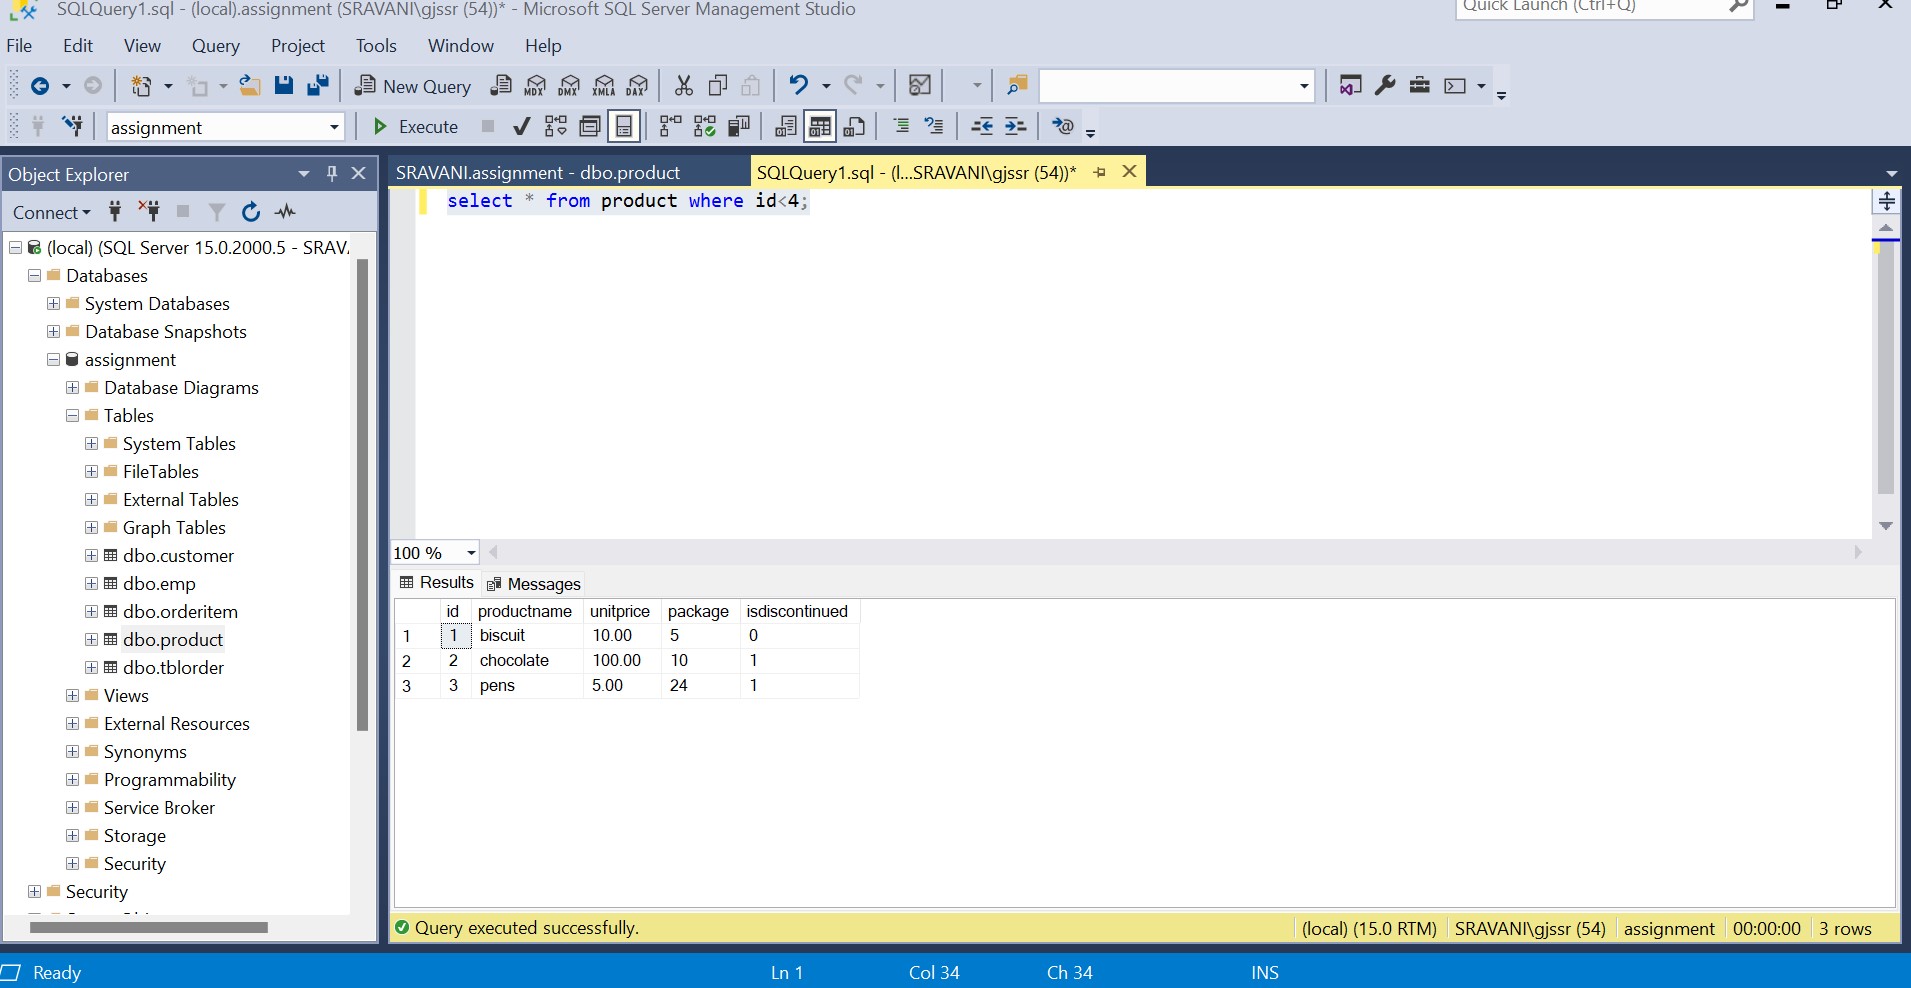 SQLQuery1.sql - (local).assignment (SRAVANI\gjssr (54))* - Microsoft SQL Server Management Studio
Quick Launch (Ctrl+Q)
File Edit View Query Project Tools Window Help
New Query MDX DMX XMLA DAX
assignment Execute
Object Explorer
SRAVANI.assignment - dbo.product
SQLQuery1.sql - (l...SRAVANI\gjssr (54))*
Connect
select * from product where id<4;
(local) (SQL Server 15.0.2000.5 - SRAV
Databases
System Databases
Database Snapshots
assignment
Database Diagrams
Tables
System Tables
FileTables
External Tables
Graph Tables
dbo.customer
dbo.emp
dbo.orderitem
dbo.product
dbo.tblorder
Views
External Resources
Synonyms
Programmability
Service Broker
Storage
Security
Security
100 %
Results Messages
id productname unitprice package isdiscontinued
1 1 biscuit 10.00 5 0
2 2 chocolate 100.00 10 1
3 3 pens 5.00 24 1
Query executed successfully.
(local) (15.0 RTM) SRAVANI\gjssr (54) assignment 00:00:00 3 rows
Ready Ln 1 Col 34 Ch 34 INS